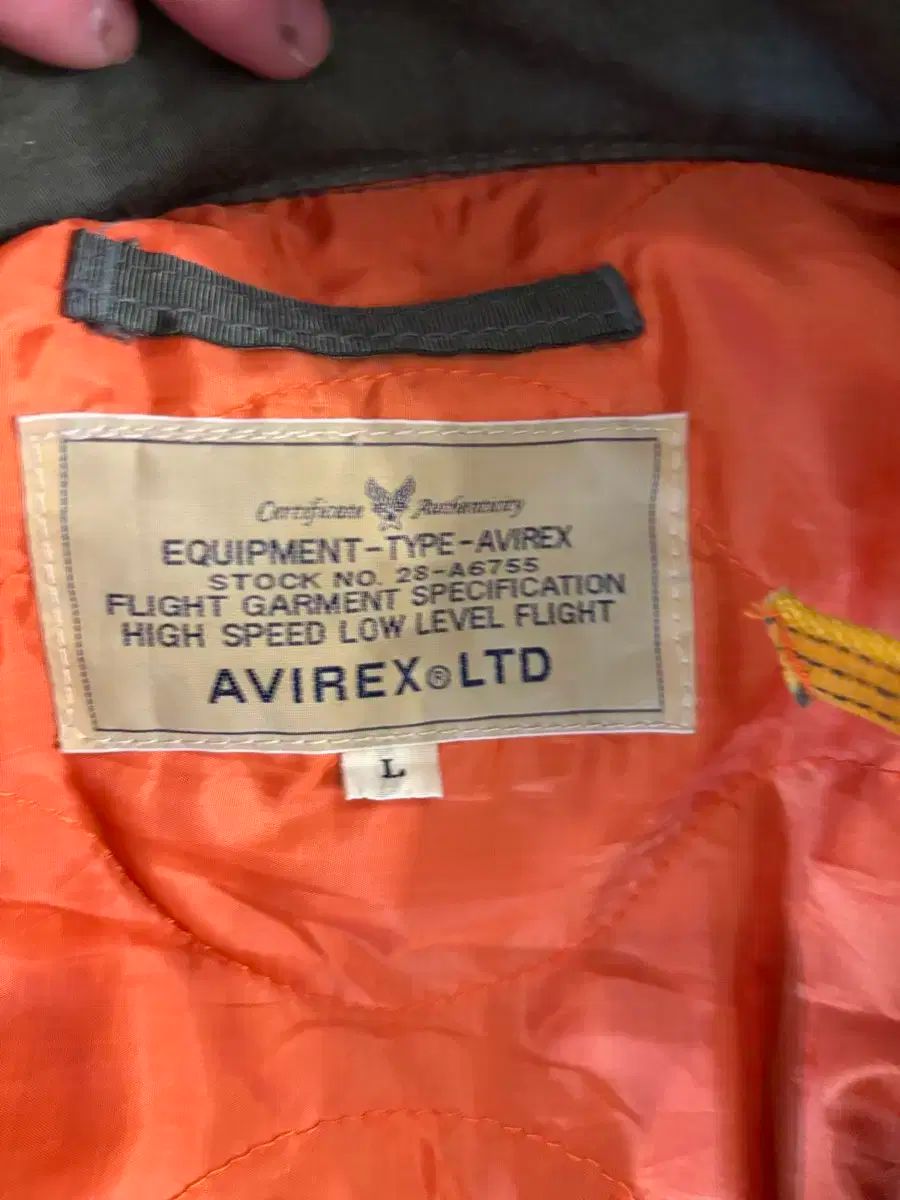 Certificate Authenticity
EQUIPMENT-TYPE-AVIREX
STOCK NO. 28-A6755
FLIGHT GARMENT SPECIFICATION
HIGH SPEED LOW LEVEL FLIGHT
AVIREX®LTD
L